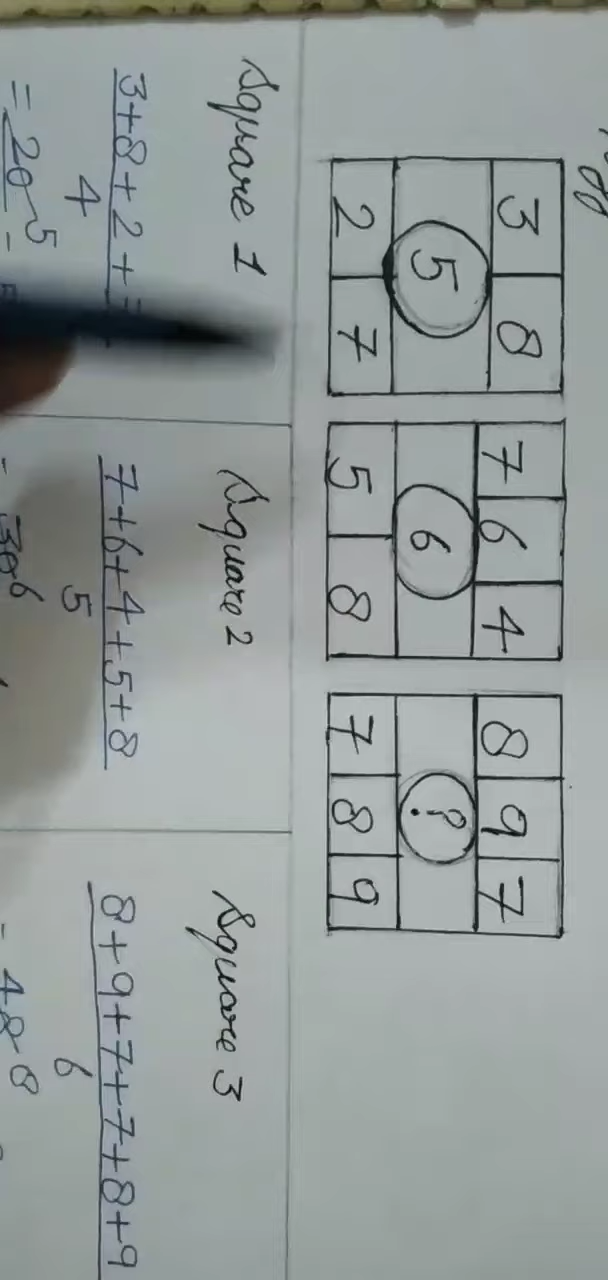 3 8 7 6 4 8 9 7
5 6 ?
2 7 5 8 7 8 9
Square 1 Square 2 Square 3
3+8+2+ 7+6+4+5+8 8+9+7+7+8+9
4 5 6
= 20 5 = 30 6 = 48 8